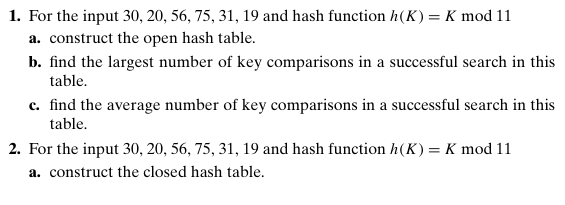 1. For the input 30, 20, 56, 75, 31, 19 and hash function h(K) = K mod 11
a. construct the open hash table.
b. find the largest number of key comparisons in a successful search in this
table.
c. find the average number of key comparisons in a successful search in this
table.
2. For the input 30, 20, 56, 75, 31, 19 and hash function h(K) = K mod 11
a. construct the closed hash table.